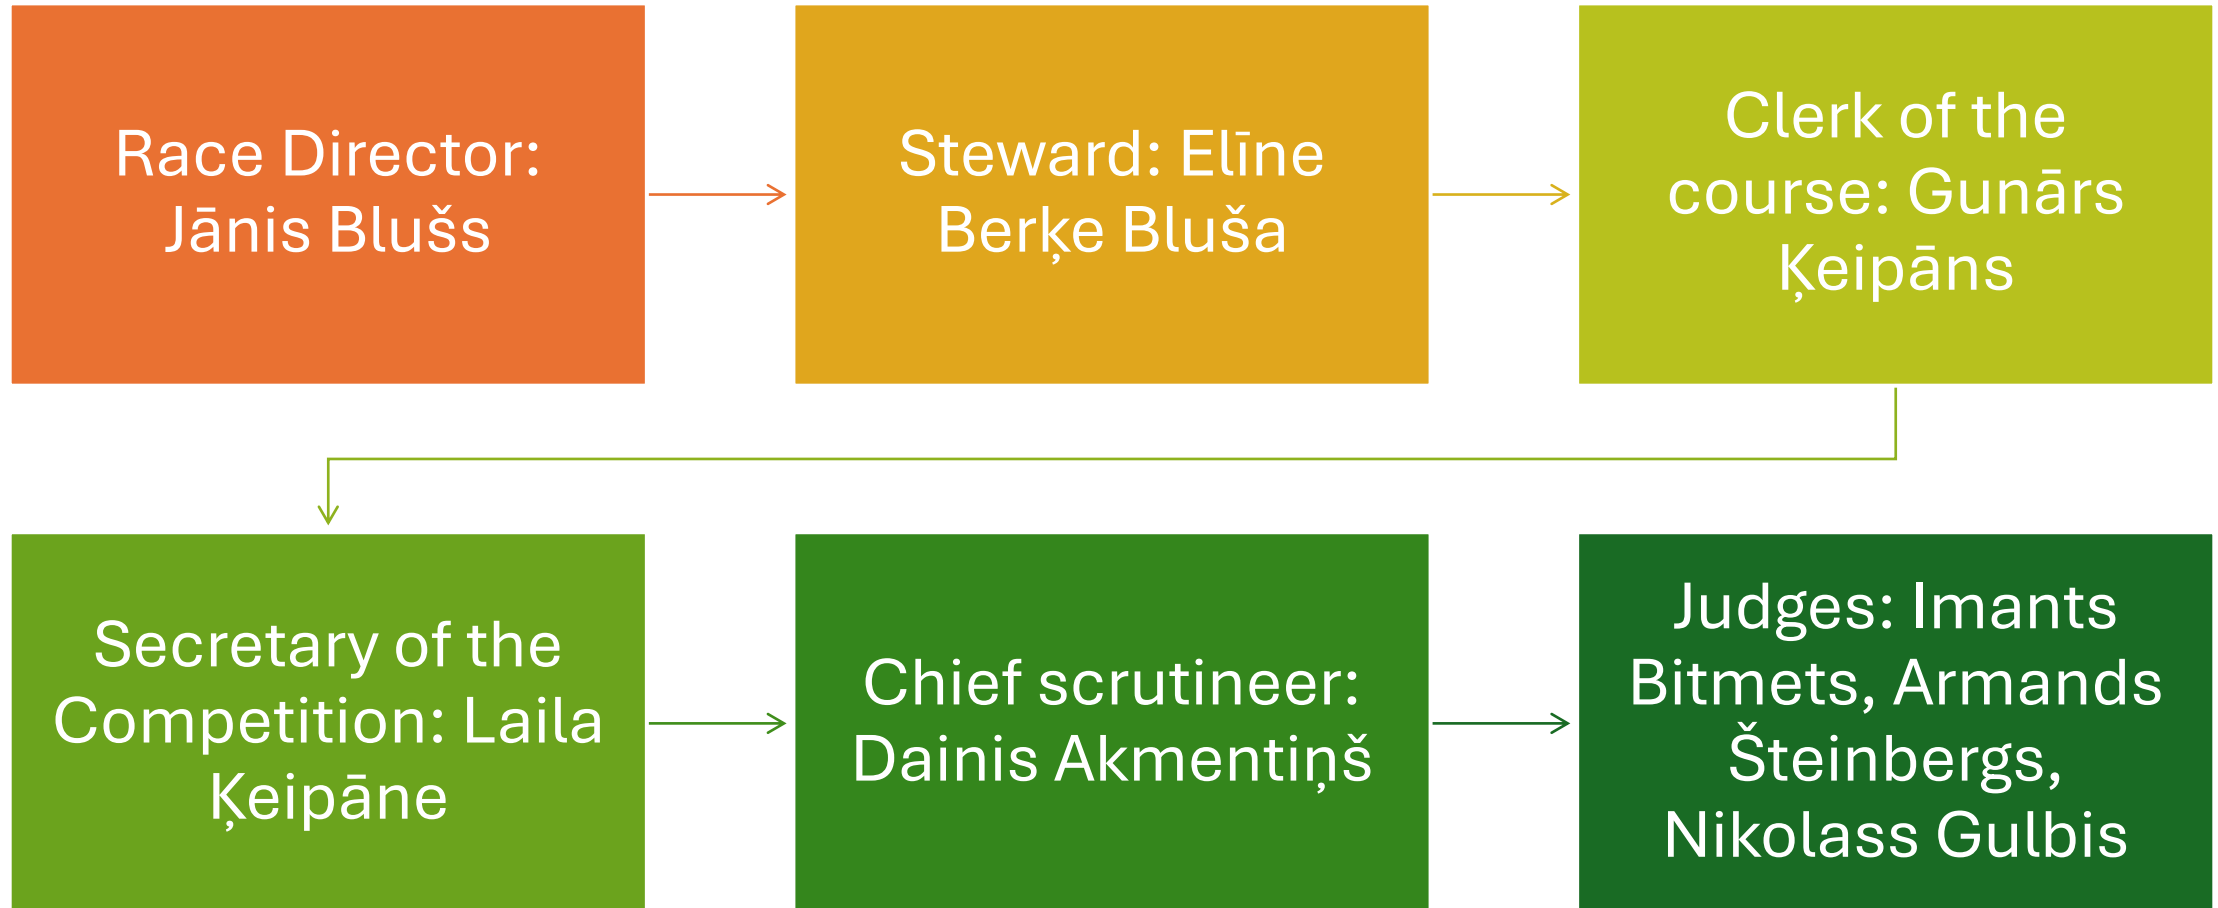 Race Director:
Jānis Blušs
Steward: Elīne
Berķe Bluša
Clerk of the
course: Gunārs
Ķeipāns
Secretary of the
Competition: Laila
Ķeipāne
Chief scrutineer:
Dainis Akmentiņš
Judges: Imants
Bitmets, Armands
Šteinbergs,
Nikolass Gulbis